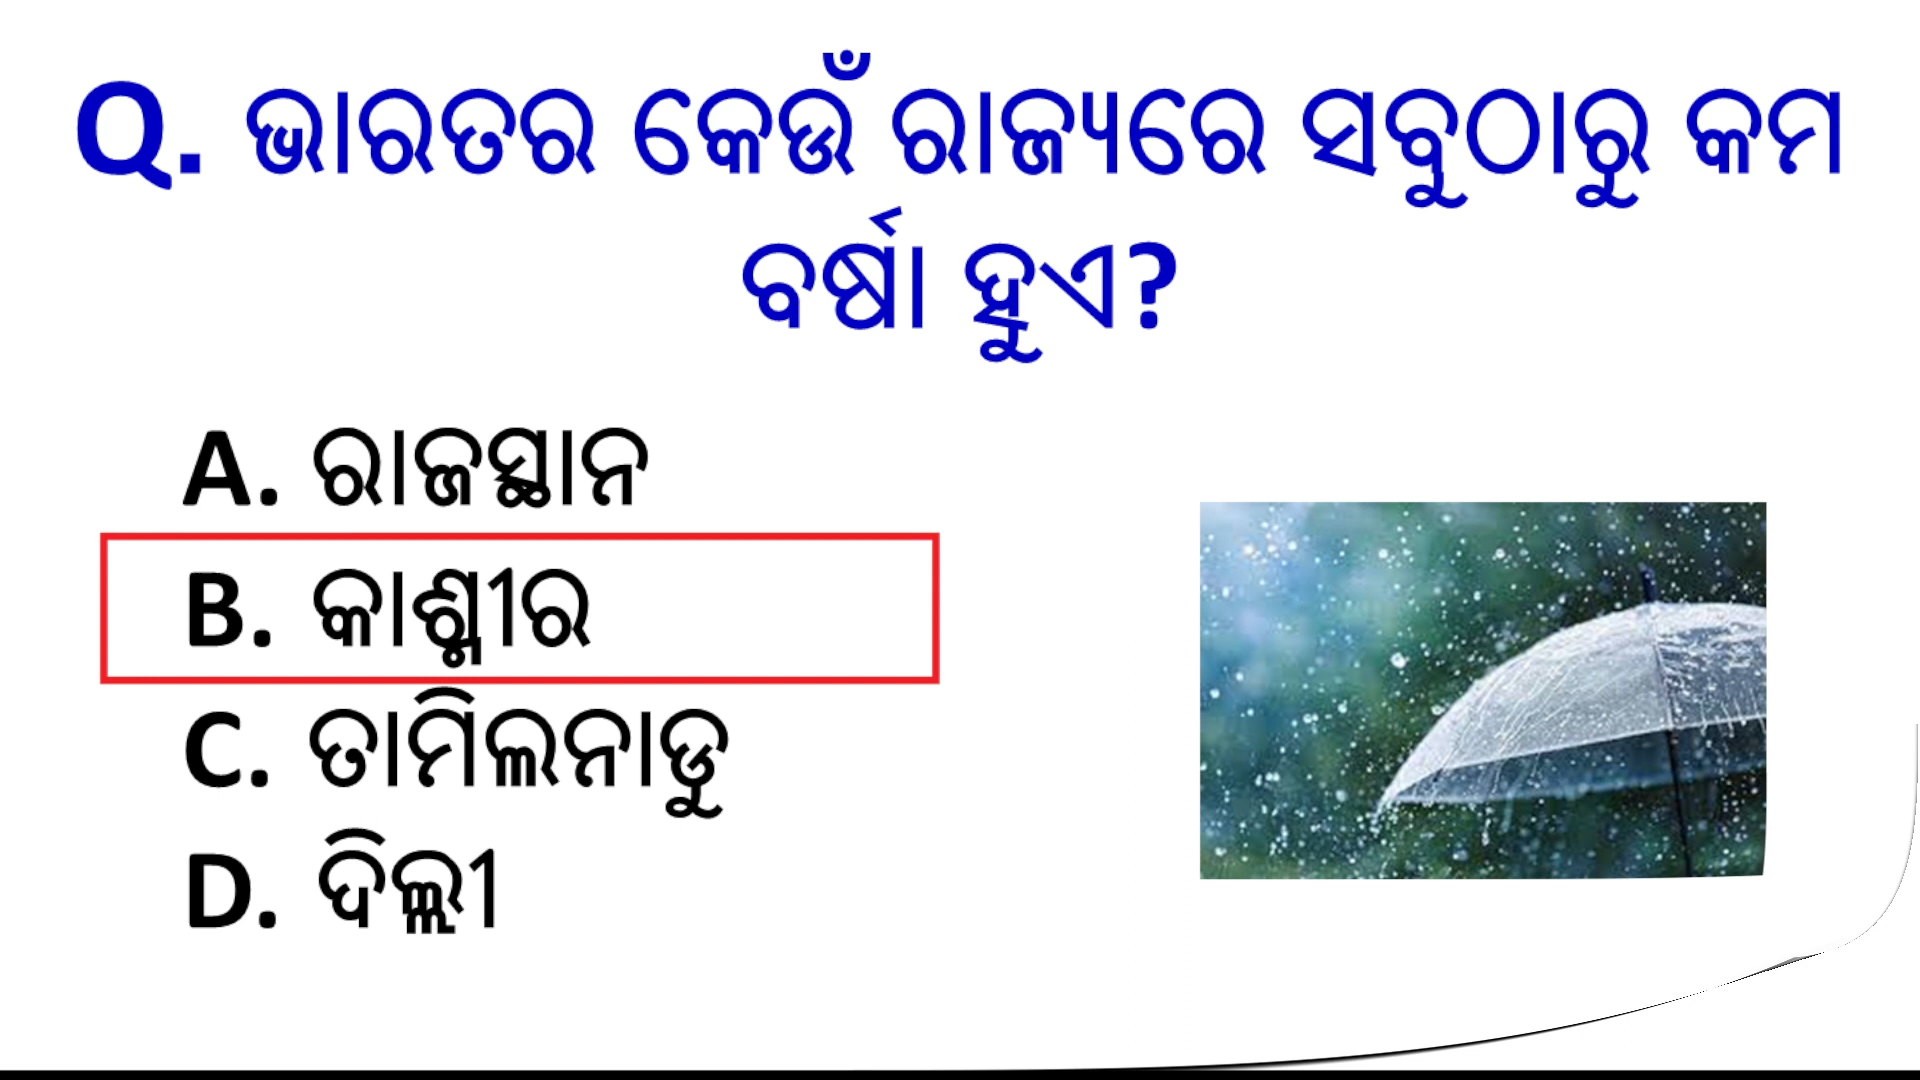 Q. ଭାରତର କେଉଁ ରାଜ୍ୟରେ ସବୁଠାରୁ କମ
ବର୍ଷା ହୁଏ?
A. ରାଜସ୍ଥାନ
B. କାଶ୍ମୀର
C. ତାମିଲନାଡୁ
D. ଦିଲ୍ଲୀ